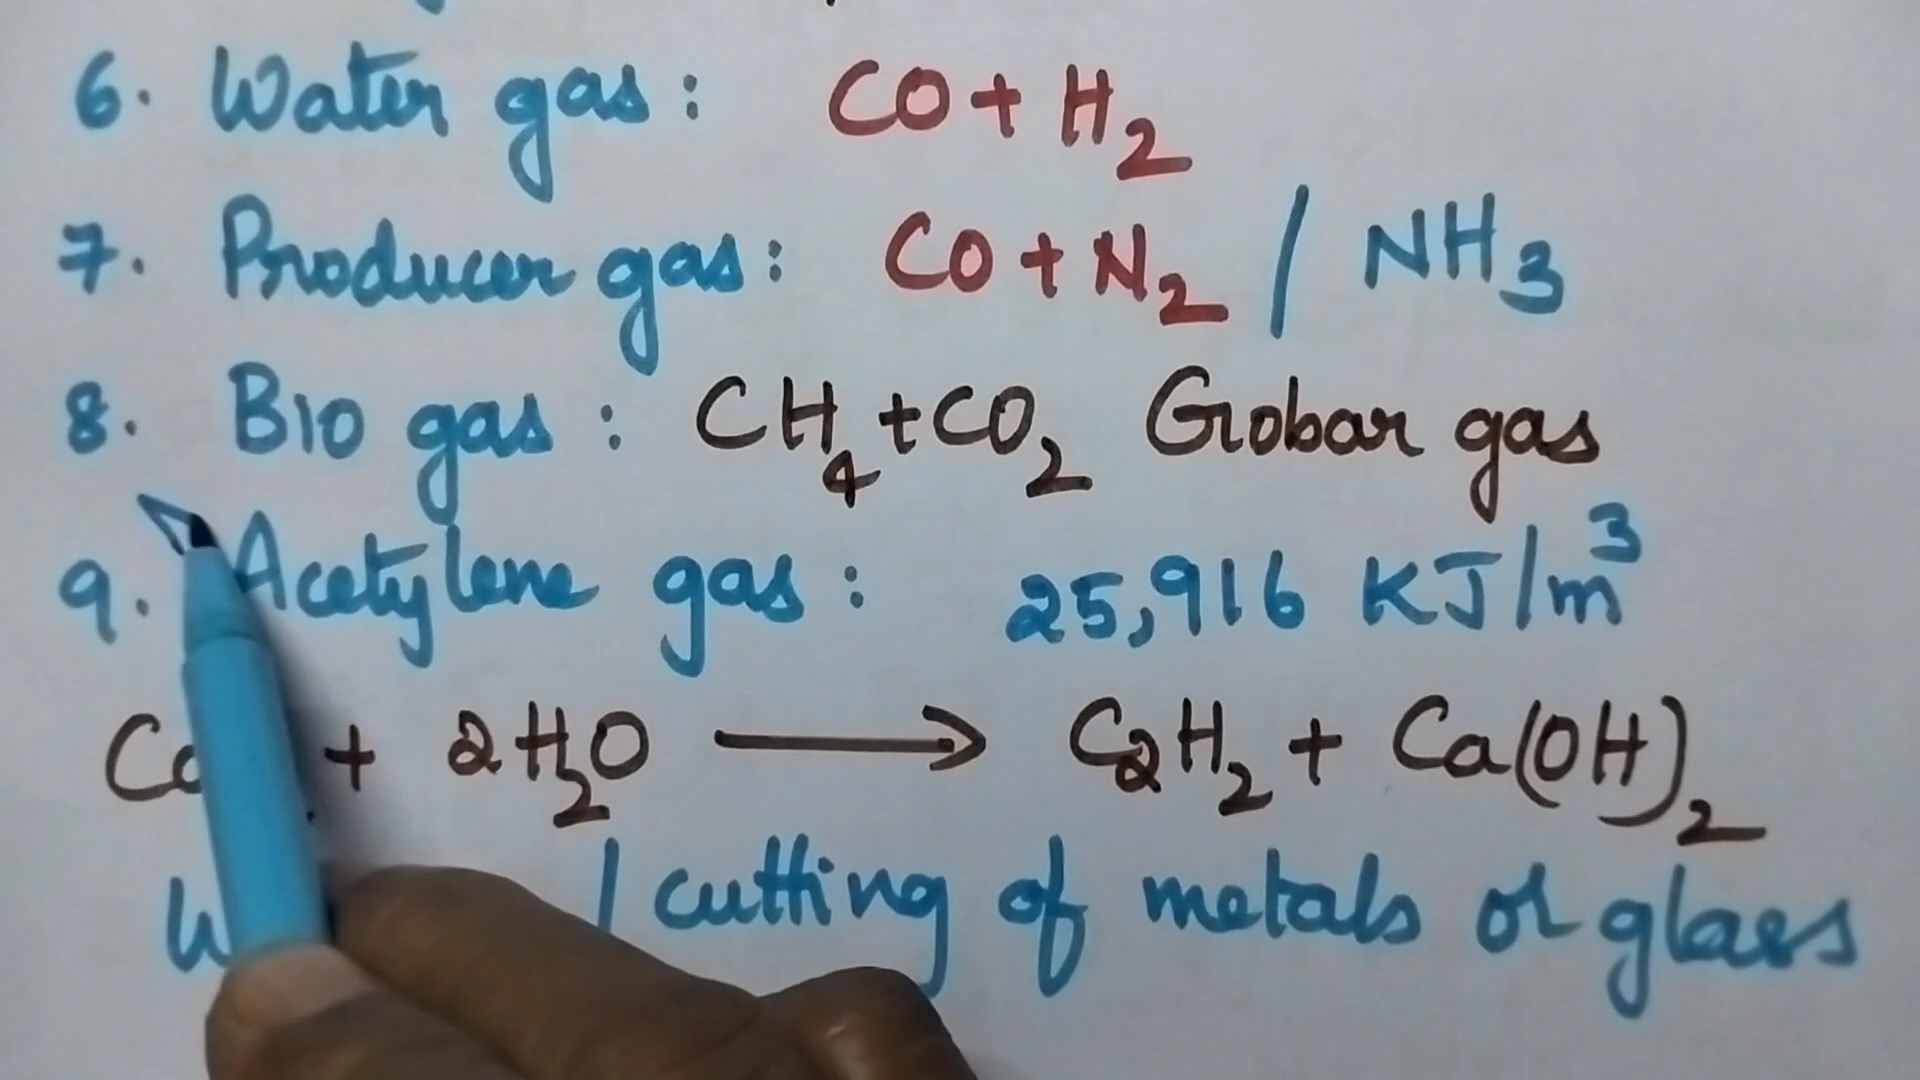 6. Water gas: CO + H₂
7. Producer gas: CO + N₂ / NH₃
8. Bio gas: CH₄ + CO₂ Gobar gas
9. Acetylene gas: 25,916 KJ/m³
+ 2H₂O → C₂H₂ + Ca(OH)₂
/ cutting of metals or glass